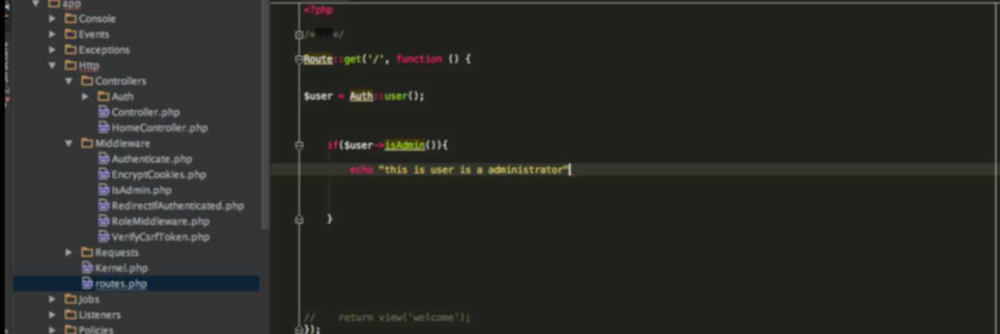 app
Console
Events
Exceptions
Http
Controllers
Auth
Controller.php
HomeController.php
Middleware
Authenticate.php
EncryptCookies.php
IsAdmin.php
RedirectIfAuthenticated.php
RoleMiddleware.php
VerifyCsrfToken.php
Requests
Kernel.php
routes.php
Jobs
Listeners
Policies
<?php
/*...*/
Route::get('/', function () {
$user = Auth::user();
if($user->isAdmin()){
echo "this is user is a administrator"
}
// return view('welcome');
});